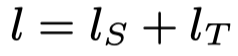 l = l_S + l_T